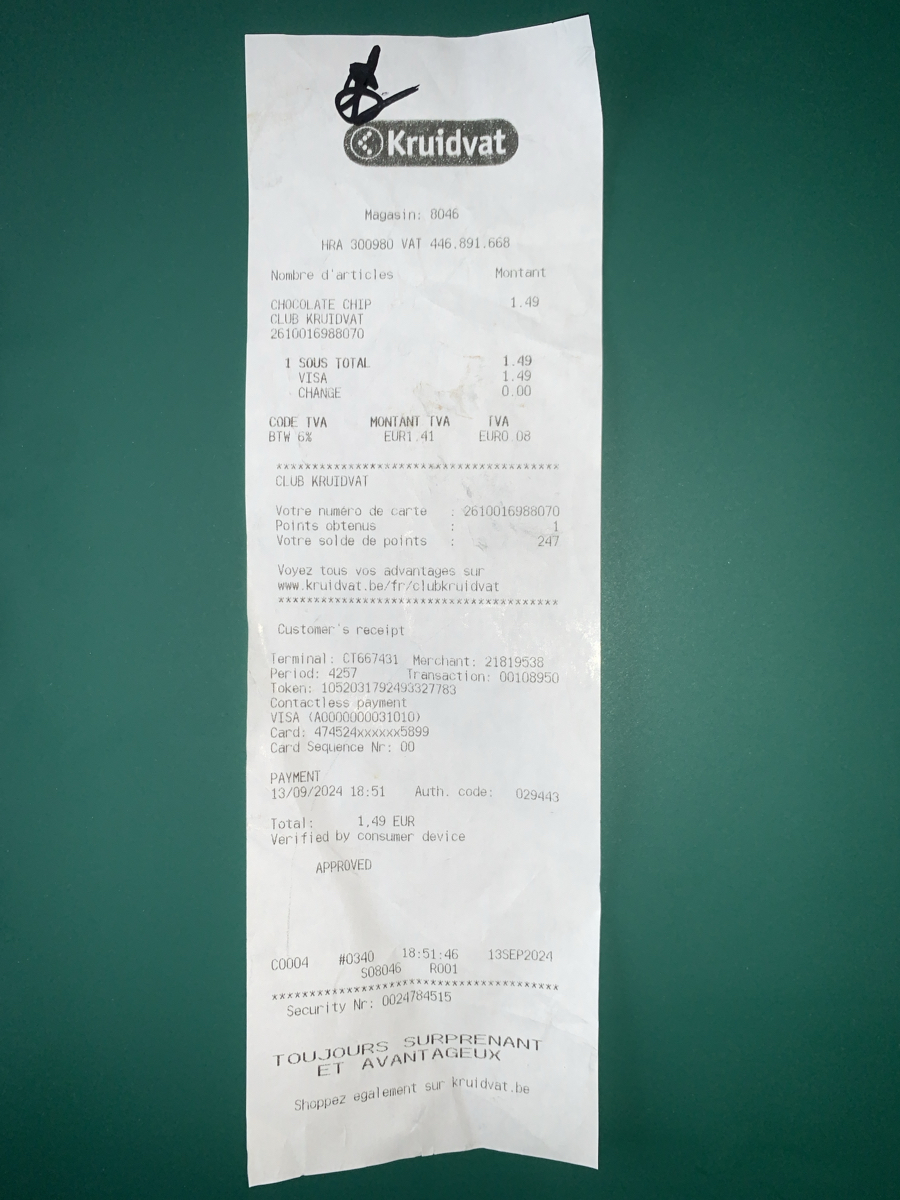 Kruidvat
Magasin: 8046
HRA 300980 VAT 446.891.668
Nombre d'articles Montant
CHOCOLATE CHIP 1.49
CLUB KRUIDVAT
2610016988070
1 SOUS TOTAL 1.49
VISA 1.49
CHANGE 0.00
CODE TVA MONTANT TVA TVA
BTW 6% EUR1.41 EUR0.08
***************************************
CLUB KRUIDVAT
Votre numéro de carte : 2610016988070
Points obtenus : 1
Votre solde de points : 247
Voyez tous vos advantages sur
www.kruidvat.be/fr/clubkruidvat
***************************************
Customer's receipt
Terminal: CT667431 Merchant: 21819538
Period: 4257 Transaction: 00108950
Token: 1052031792493327783
Contactless payment
VISA (A0000000031010)
Card: 474524xxxxxx5899
Card Sequence Nr: 00
PAYMENT
13/09/2024 18:51 Auth. code: 029443
Total: 1,49 EUR
Verified by consumer device
APPROVED
C0004 #0340 18:51:46 13SEP2024
S08046 R001
***************************************
Security Nr: 0024784515
TOUJOURS SURPRENANT
ET AVANTAGEUX
Shoppez egalement sur kruidvat.be